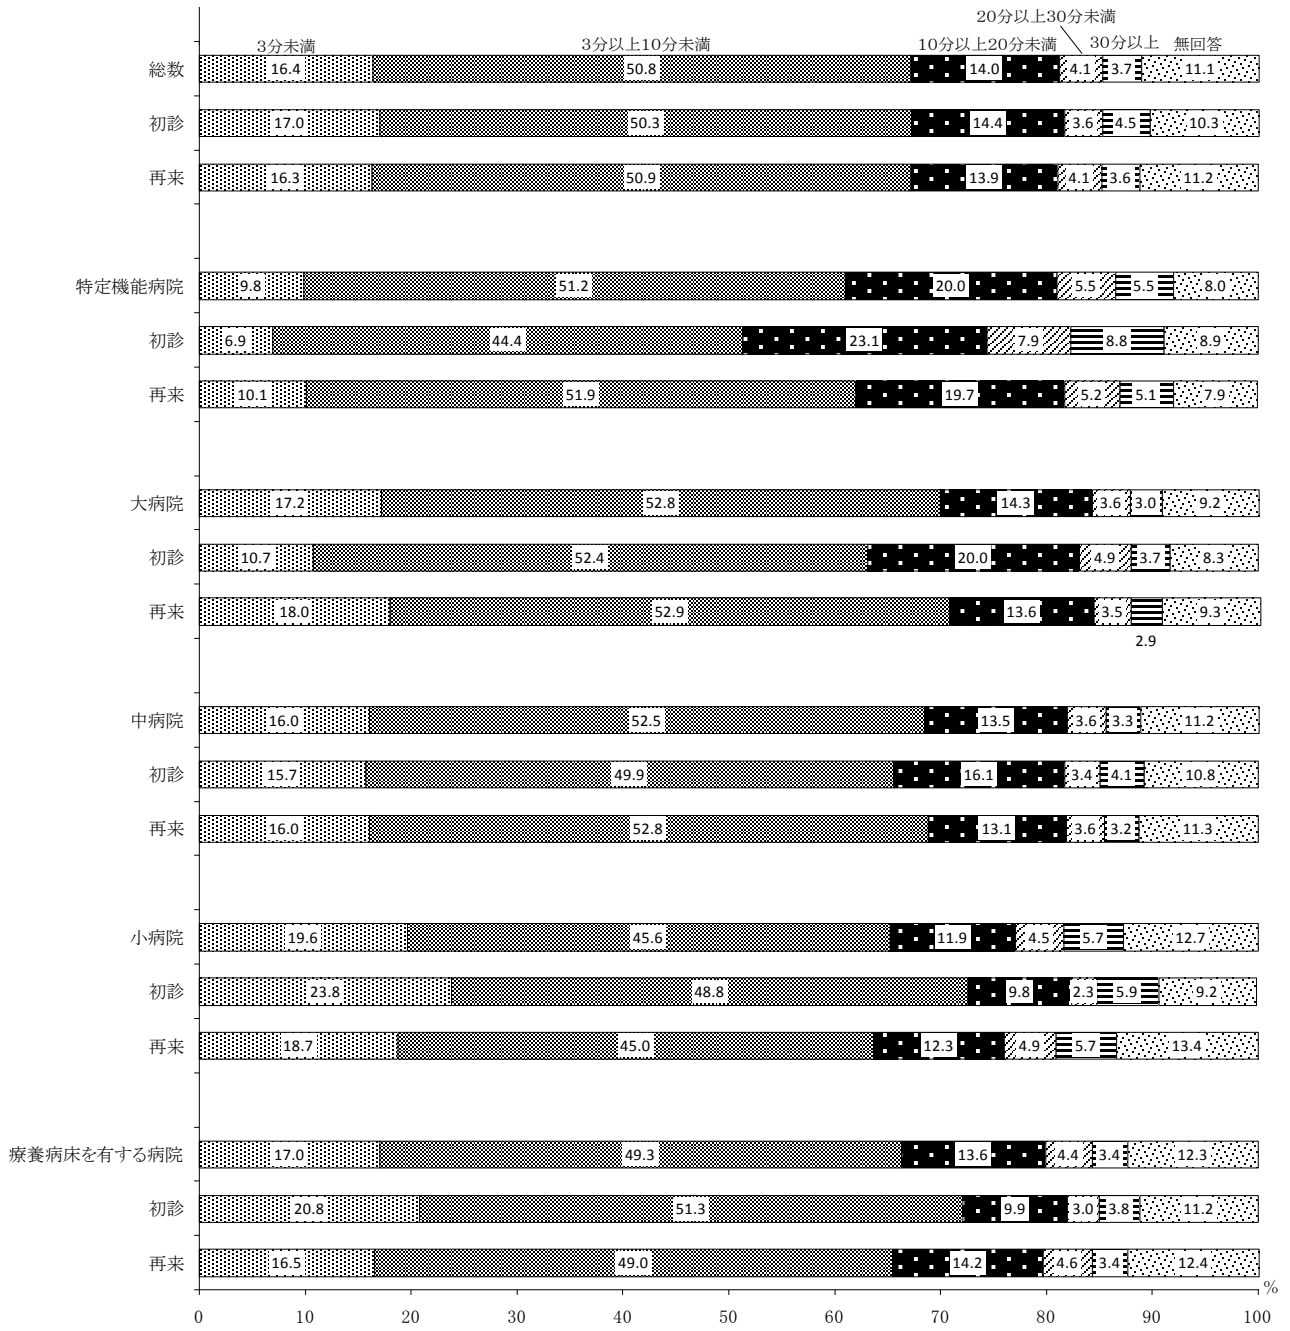 20分以上30分未満
3分未満 3分以上10分未満 10分以上20分未満 30分以上 無回答
総数 16.4 50.8 14.0 4.1 3.7 11.1
初診 17.0 50.3 14.4 3.6 4.5 10.3
再来 16.3 50.9 13.9 4.1 3.6 11.2
特定機能病院 9.8 51.2 20.0 5.5 5.5 8.0
初診 6.9 44.4 23.1 7.9 8.8 8.9
再来 10.1 51.9 19.7 5.2 5.1 7.9
大病院 17.2 52.8 14.3 3.6 3.0 9.2
初診 10.7 52.4 20.0 4.9 3.7 8.3
再来 18.0 52.9 13.6 3.5 9.3
2.9
中病院 16.0 52.5 13.5 3.6 3.3 11.2
初診 15.7 49.9 16.1 3.4 4.1 10.8
再来 16.0 52.8 13.1 3.6 3.2 11.3
小病院 19.6 45.6 11.9 4.5 5.7 12.7
初診 23.8 48.8 9.8 2.3 5.9 9.2
再来 18.7 45.0 12.3 4.9 5.7 13.4
療養病床を有する病院 17.0 49.3 13.6 4.4 3.4 12.3
初診 20.8 51.3 9.9 3.0 3.8 11.2
再来 16.5 49.0 14.2 4.6 3.4 12.4
%
0 10 20 30 40 50 60 70 80 90 100